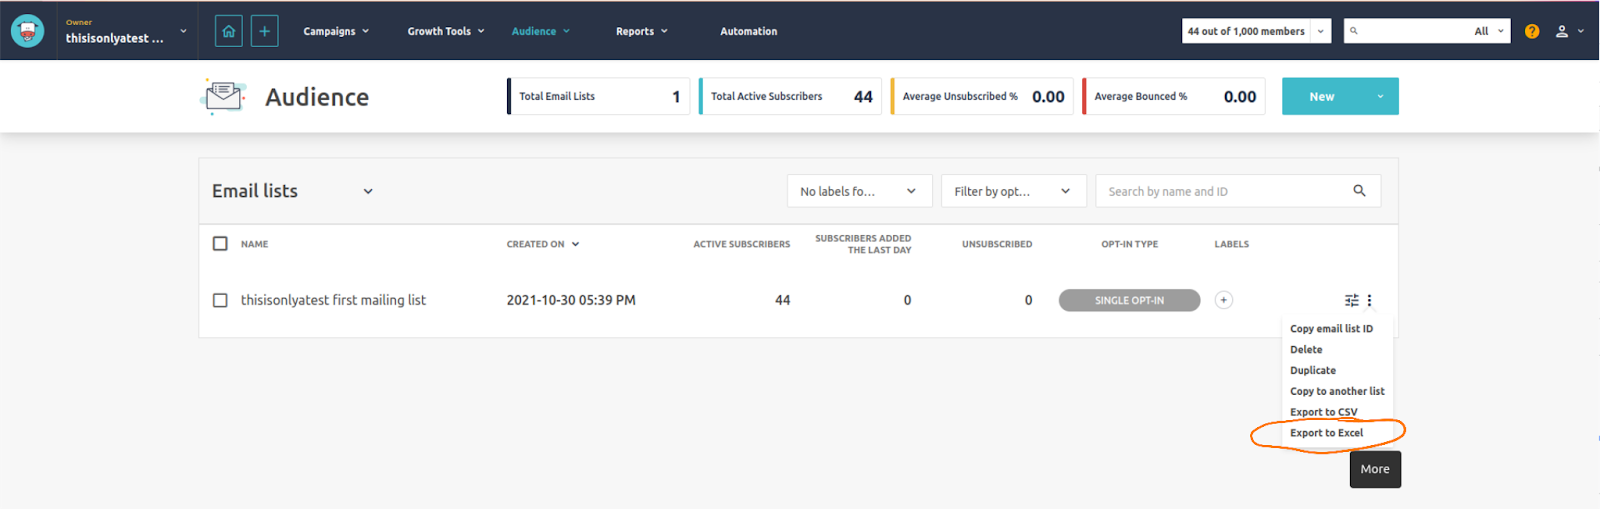 Owner
thisisonlyatest ...
Campaigns
Growth Tools
Audience
Reports
Automation
44 out of 1,000 members
All
?
Audience
Total Email Lists 1
Total Active Subscribers 44
Average Unsubscribed % 0.00
Average Bounced % 0.00
New
Email lists
No labels fo...
Filter by opt...
Search by name and ID
NAME
CREATED ON
ACTIVE SUBSCRIBERS
SUBSCRIBERS ADDED
THE LAST DAY
UNSUBSCRIBED
OPT-IN TYPE
LABELS
thisisonlyatest first mailing list
2021-10-30 05:39 PM
44
0
0
SINGLE OPT-IN
Copy email list ID
Delete
Duplicate
Copy to another list
Export to CSV
Export to Excel
More